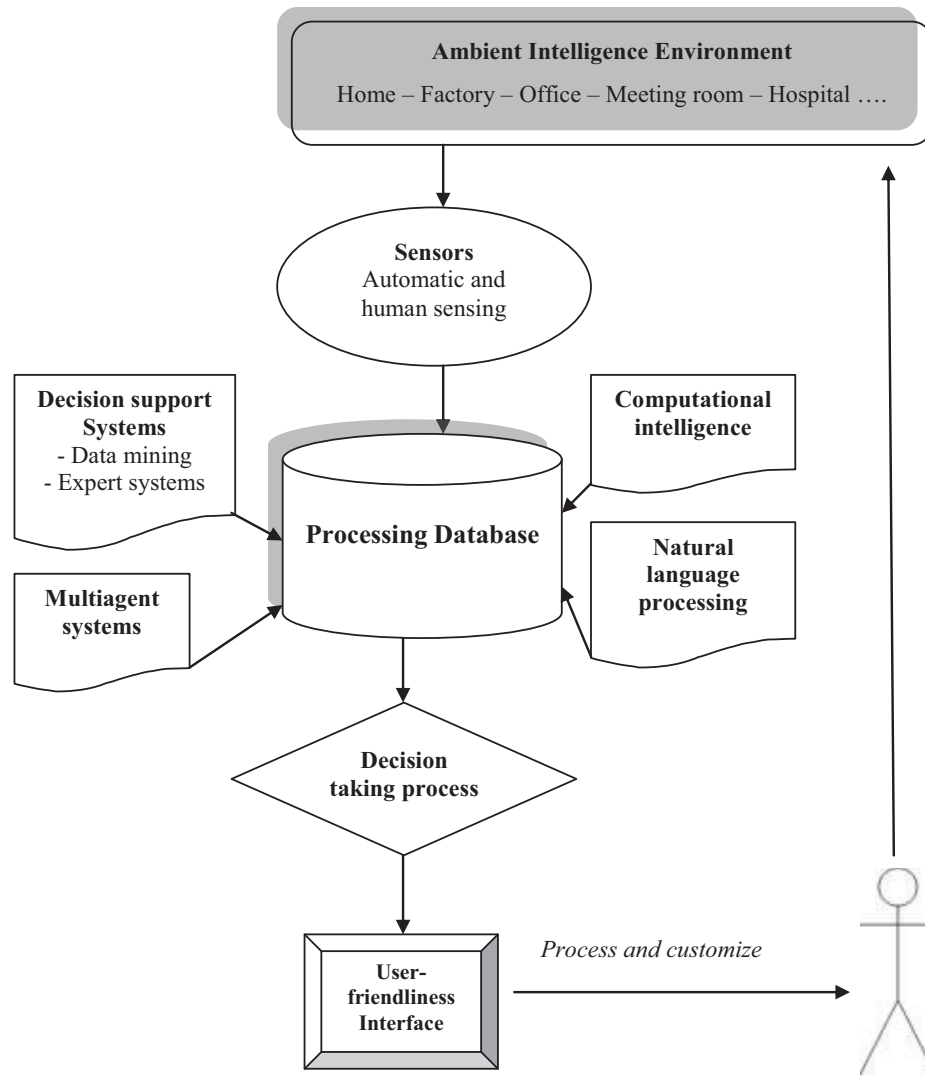 Ambient Intelligence Environment
Home – Factory – Office – Meeting room – Hospital ….
Sensors
Automatic and
human sensing
Decision support
Systems
- Data mining
- Expert systems
Computational
intelligence
Processing Database
Multiagent
systems
Natural
language
processing
Decision
taking process
User-
friendliness
Interface
Process and customize